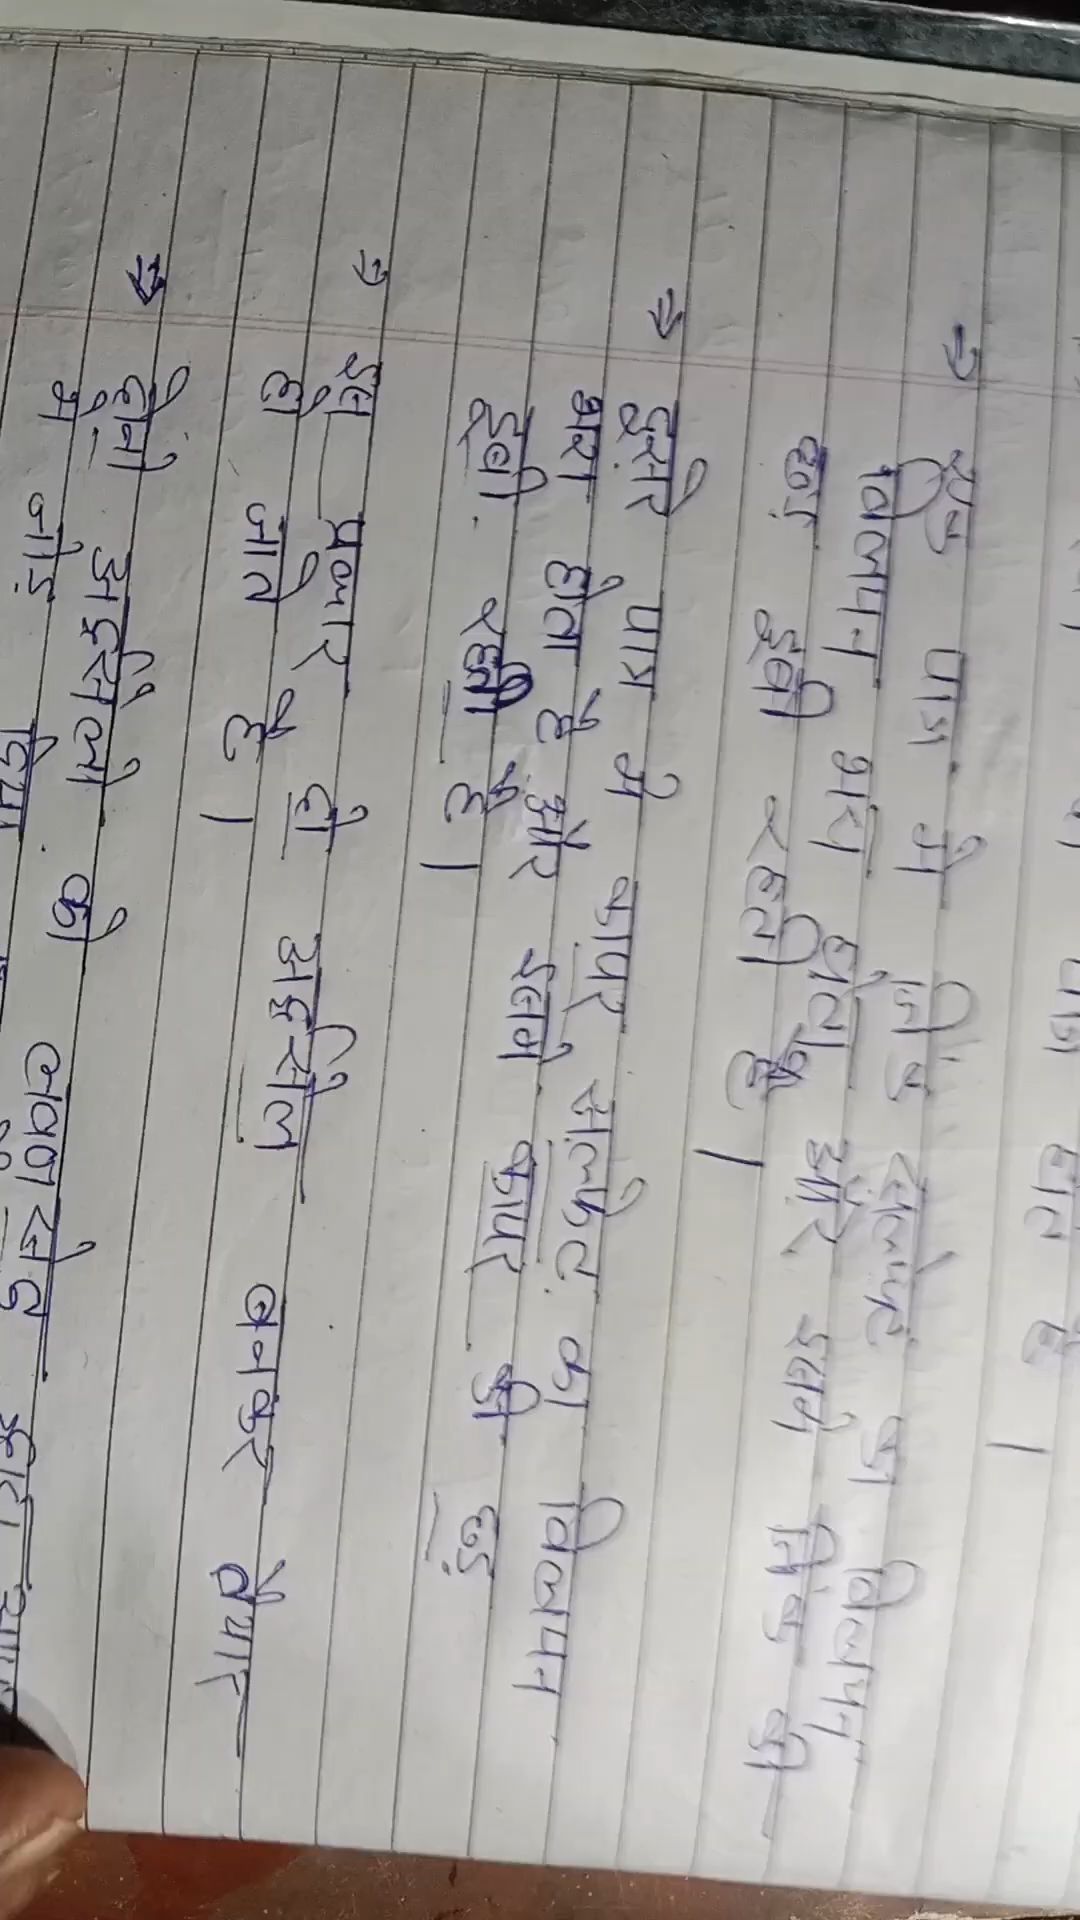 होते है |
→ एक पात्र में जिंक सल्फेट का विलयन
विलयन भरा होता है और इसमे जिंक की
छड़ डूबी रहती है |
→ दुसरे पात्र में कापर सल्फेट का विलयन
भरा होता है और इसमे कापर की छड़
डूबी रहती है |
→ इस प्रकार से दो अर्द्धसेल बनकर तैयार
हो जाते है |
→ दोनो अर्द्धसेलो को लवण सेतु द्वारा
मे जोड़ दिया